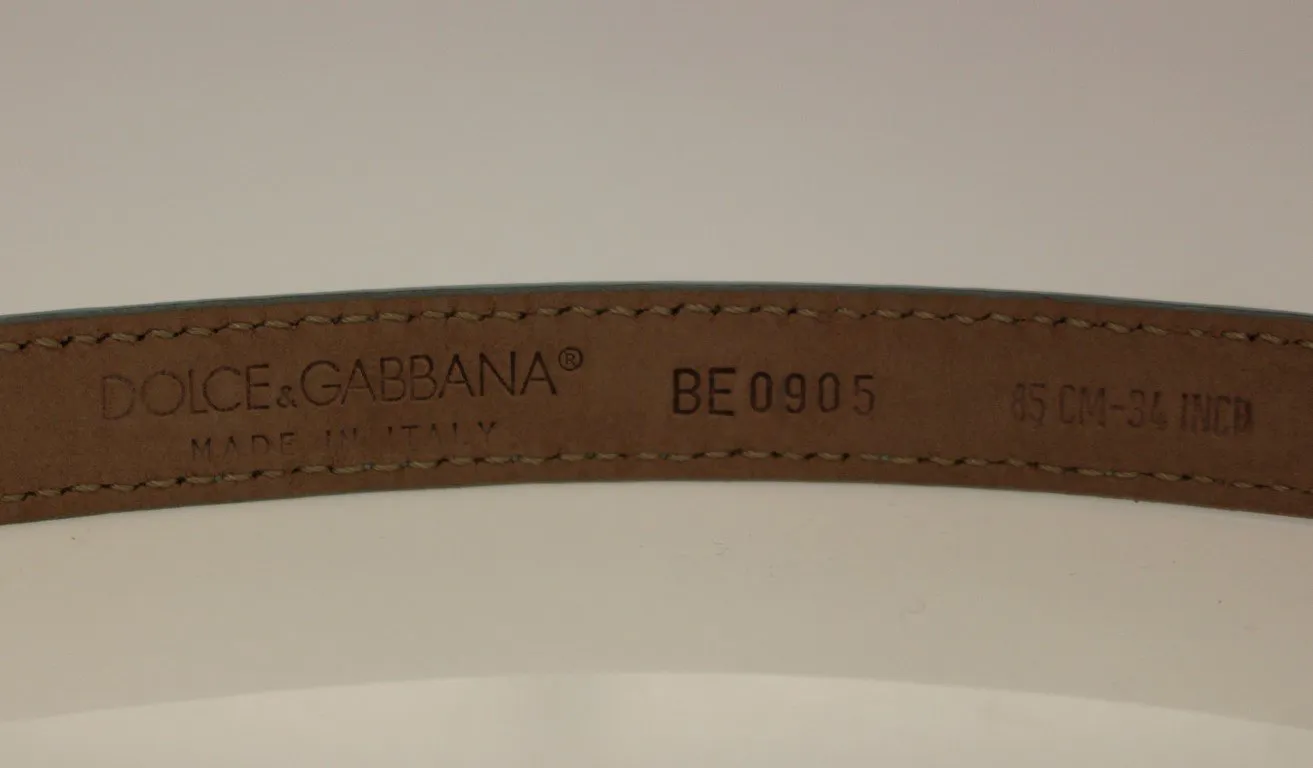 DOLCE&GABBANA® BE0905 85 CM-34 INCH
MADE IN ITALY